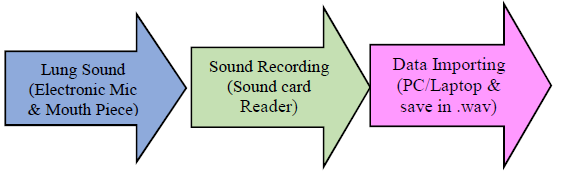 Lung Sound
(Electronic Mic
& Mouth Piece)
Sound Recording
(Sound card
Reader)
Data Importing
(PC/Laptop &
save in .wav)